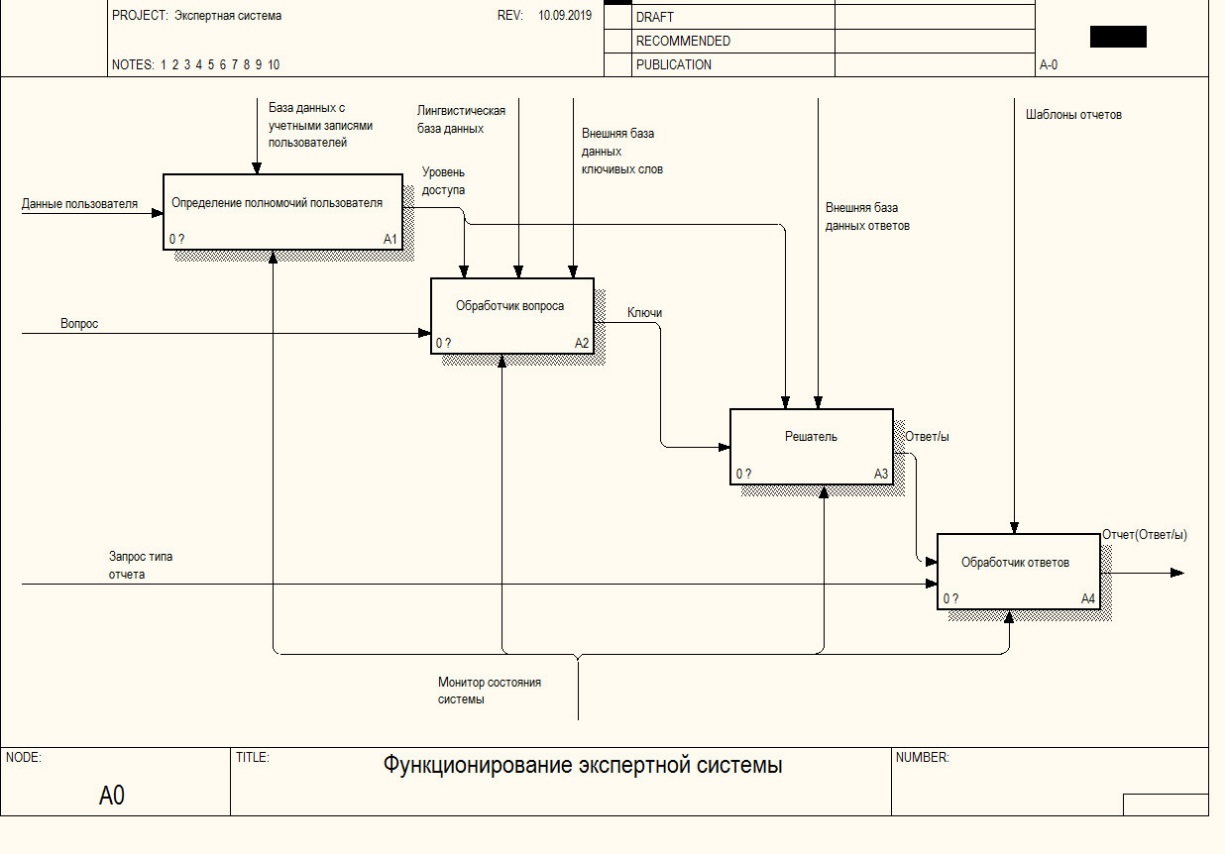 PROJECT: Экспертная система
REV: 10.09.2019
DRAFT
RECOMMENDED
NOTES: 1 2 3 4 5 6 7 8 9 10
PUBLICATION
A-0
База данных с
учетными записями
пользователей
Лингвистическая
база данных
Внешняя база
данных
ключивых слов
Шаблоны отчетов
Уровень
доступа
Данные пользователя
Определение полномочий пользователя
0 ?
A1
Внешняя база
данных ответов
Обработчик вопроса
0 ?
A2
Вопрос
Ключи
Решатель
0 ?
A3
Ответ/ы
Отчет(Ответ/ы)
Запрос типа
отчета
Обработчик ответов
0 ?
A4
Монитор состояния
системы
NODE:
A0
TITLE:
Функционирование экспертной системы
NUMBER: